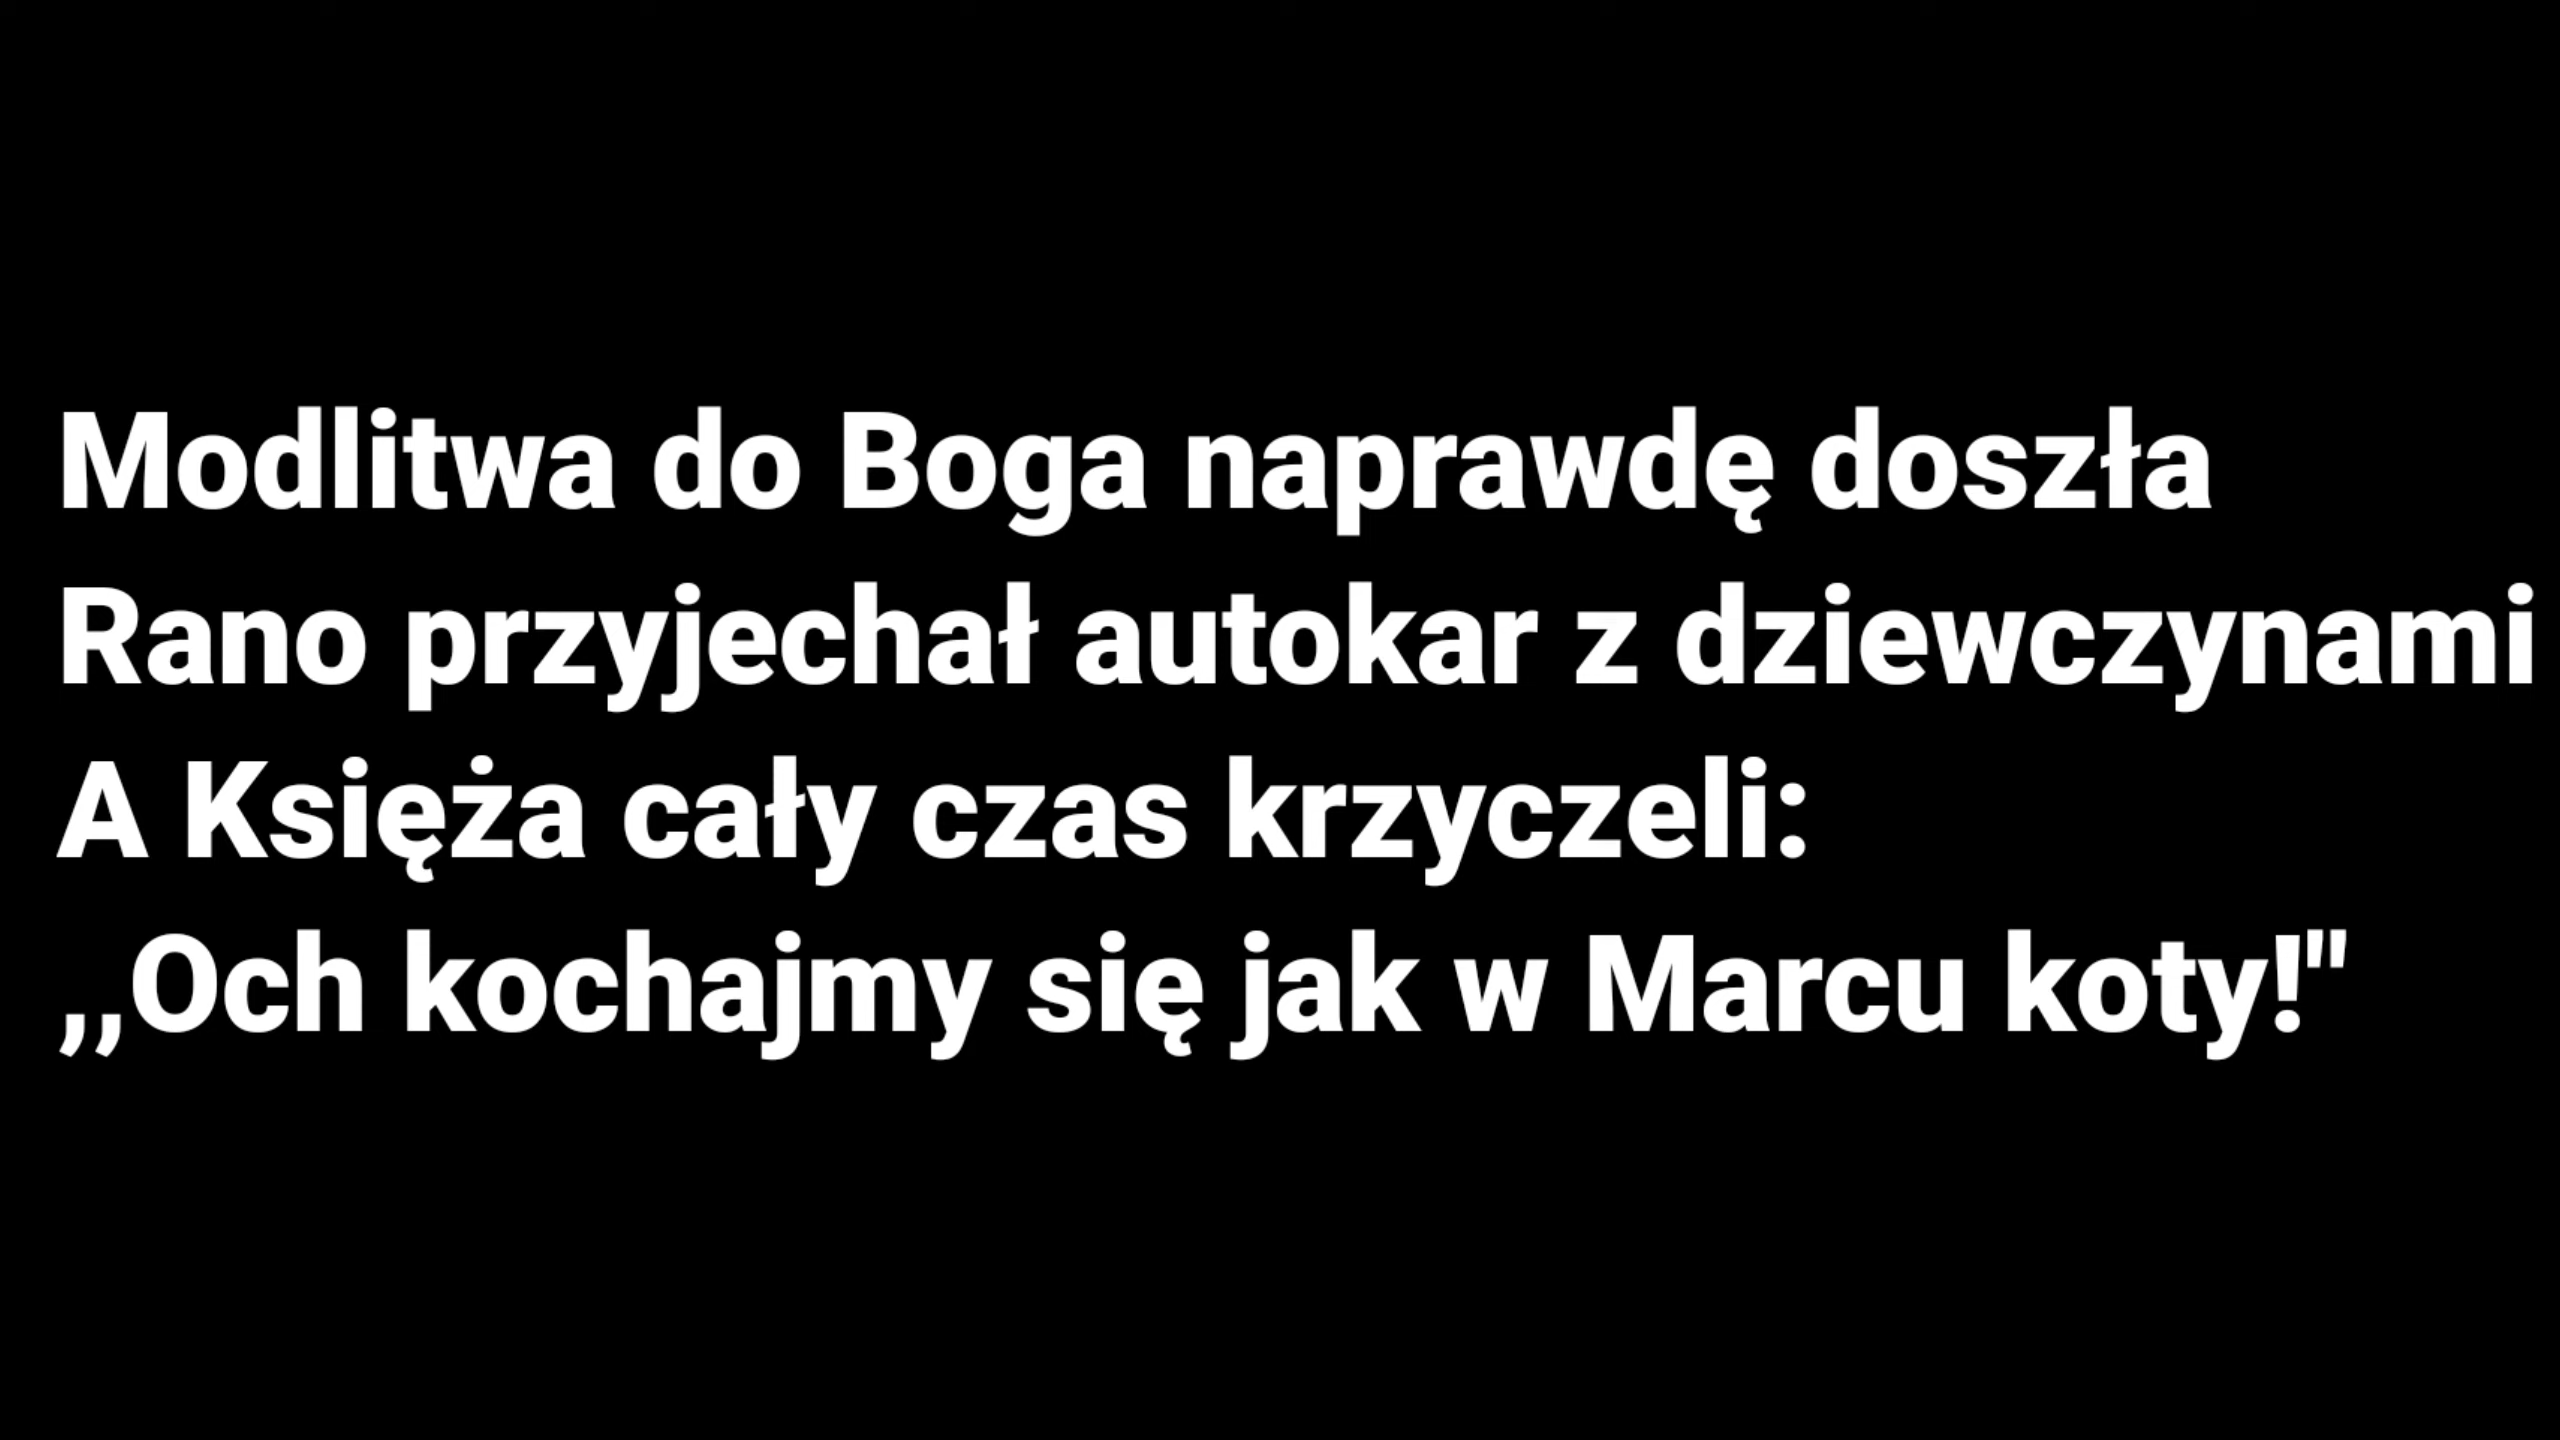 Modlitwa do Boga naprawdę doszła
Rano przyjechał autokar z dziewczynami
A Księża cały czas krzyczeli:
,,Och kochajmy się jak w Marcu koty!"